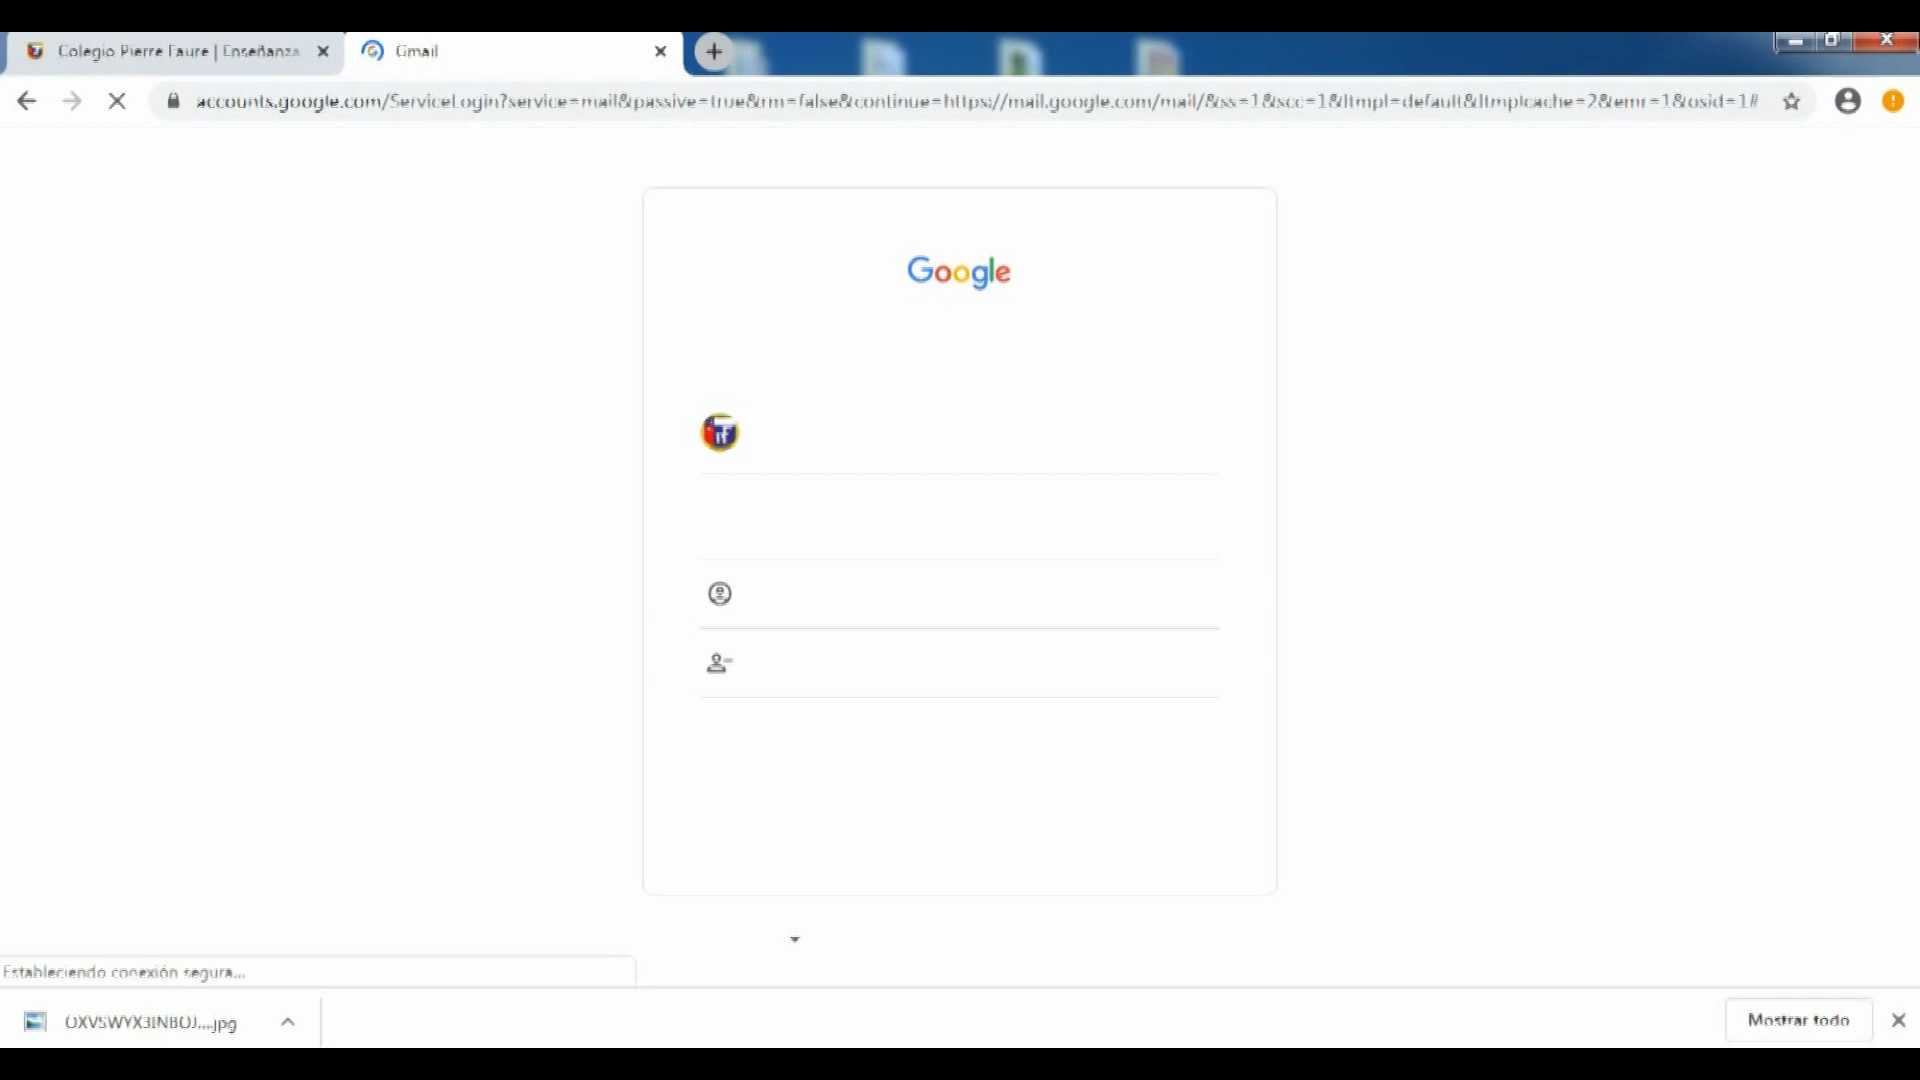 Colegio Pierre Faure | Enseñanza
Gmail
accounts.google.com/ServiceLogin?service=mail&passive=true&rm=false&continue=https://mail.google.com/mail/&ss=1&scc=1&ltmpl=default&ltmplcache=2&emr=1&osid=1#
Google
Estableciendo conexión segura...
OXVSWYX3INBOJ....jpg
Mostrar todo